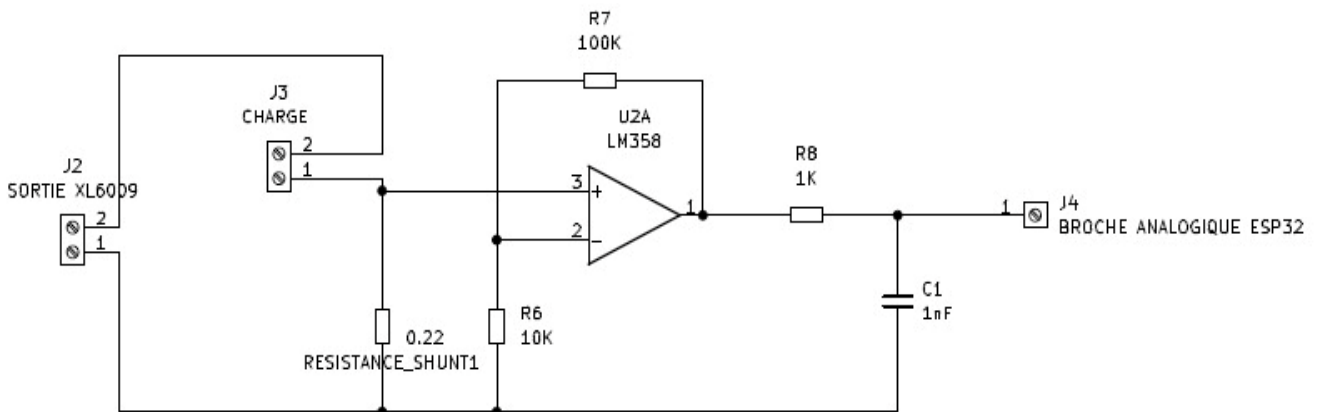 R7
100K
J3
CHARGE
2
1
U2A
LM358
J2
SORTIE XL6009
2
1
3
+
2
-
1
R8
1K
1
J4
BROCHE ANALOGIQUE ESP32
0.22
RESISTANCE_SHUNT1
R6
10K
C1
1nF